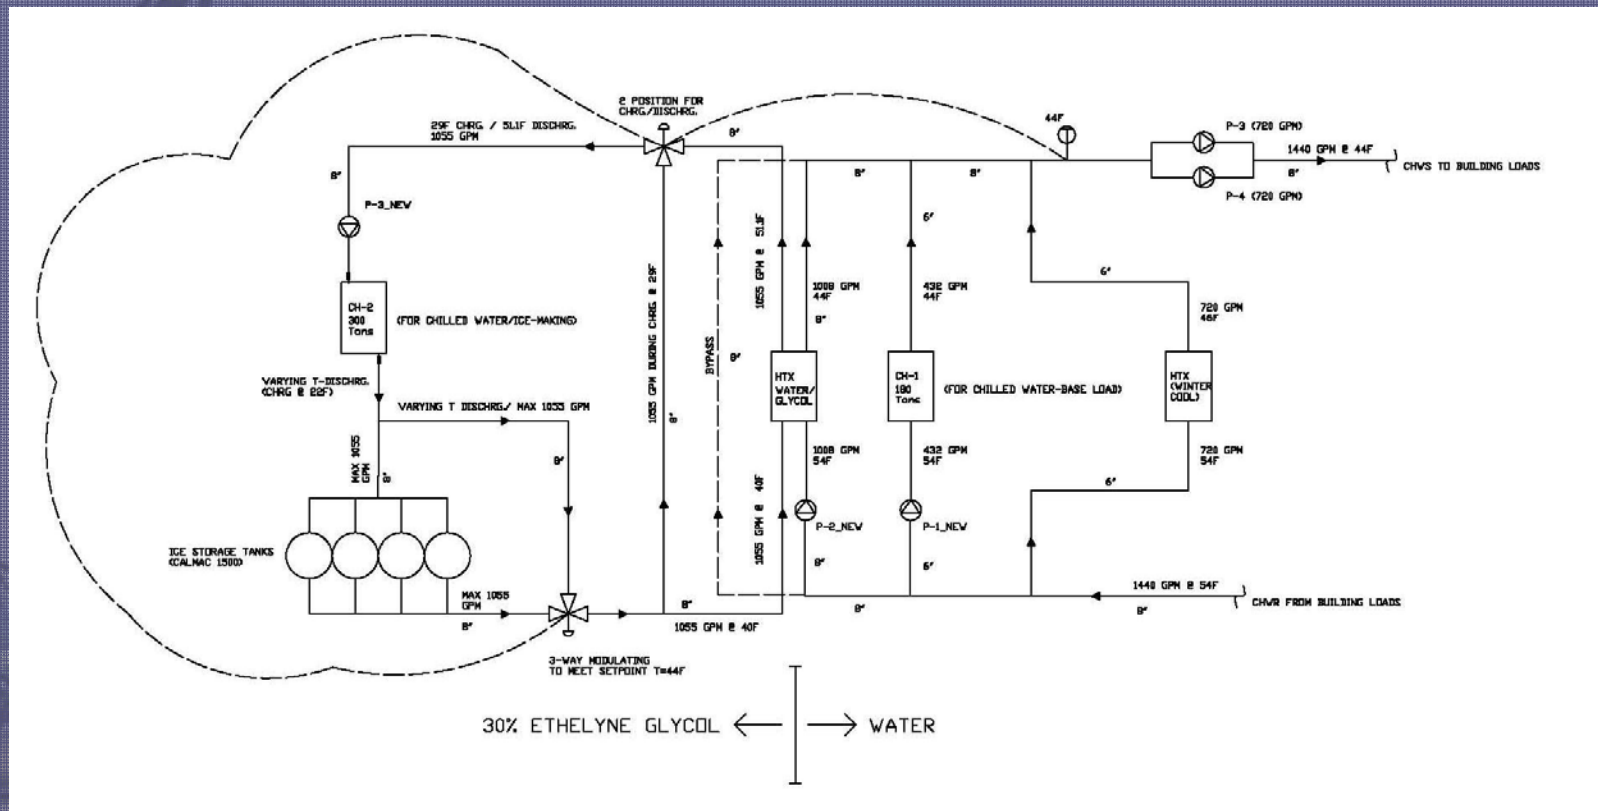 2 POSITION FOR
CHRG/DISCHRG.
29F CHRG. / 51.1F DISCHRG.
1055 GPM
8"
8"
P-3_NEW
CH-2
300
Tons
(FOR CHILLED WATER/ICE-MAKING)
VARYING T-DISCHRG.
(CHRG @ 22F)
VARYING T DISCHRG./ MAX 1055 GPM
MAX 1055
GPM
8"
8"
ICE STORAGE TANKS
(CALMAC 1500)
MAX 1055
GPM
8"
3-WAY MODULATING
TO MEET SETPOINT T=44F
1055 GPM DURING CHRG. @ 29F
8"
8"
1055 GPM @ 40F
BYPASS
8"
1055 GPM @ 51.1F
1055 GPM @ 40F
1008 GPM
44F
8"
HTX
WATER/
GLYCOL
1008 GPM
54F
P-2_NEW
8"
8"
8"
6"
432 GPM
44F
CH-1
180
Tons
(FOR CHILLED WATER-BASE LOAD)
432 GPM
54F
P-1_NEW
6"
8"
44F
6"
720 GPM
46F
HTX
(WINTER
COOL)
720 GPM
54F
6"
P-3 (720 GPM)
P-4 (720 GPM)
1440 GPM @ 44F
8"
CHWS TO BUILDING LOADS
1440 GPM @ 54F
8"
CHWR FROM BUILDING LOADS
30% ETHELYNE GLYCOL
WATER